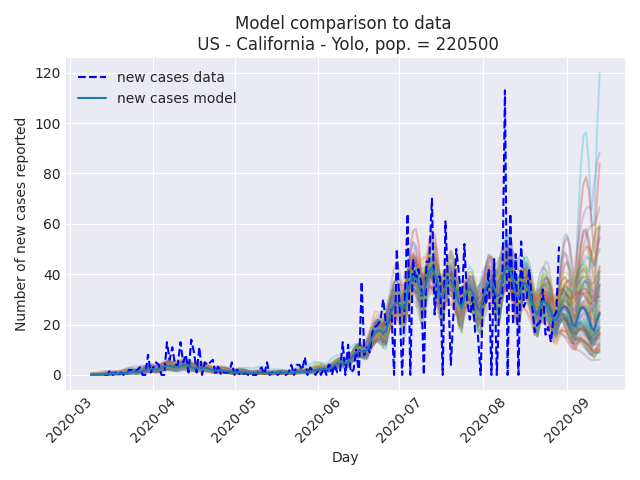 Model comparison to data
US - California - Yolo, pop. = 220500
new cases data
new cases model
Number of new cases reported
120
100
80
60
40
20
0
2020-03
2020-04
2020-05
2020-06
2020-07
2020-08
2020-09
Day